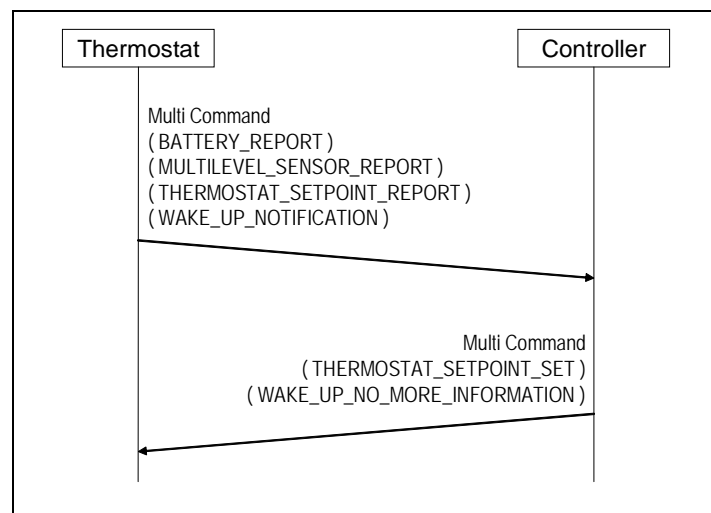 Thermostat
Controller
Multi Command
( BATTERY_REPORT )
( MULTILEVEL_SENSOR_REPORT )
( THERMOSTAT_SETPOINT_REPORT )
( WAKE_UP_NOTIFICATION )
Multi Command
( THERMOSTAT_SETPOINT_SET )
( WAKE_UP_NO_MORE_INFORMATION )